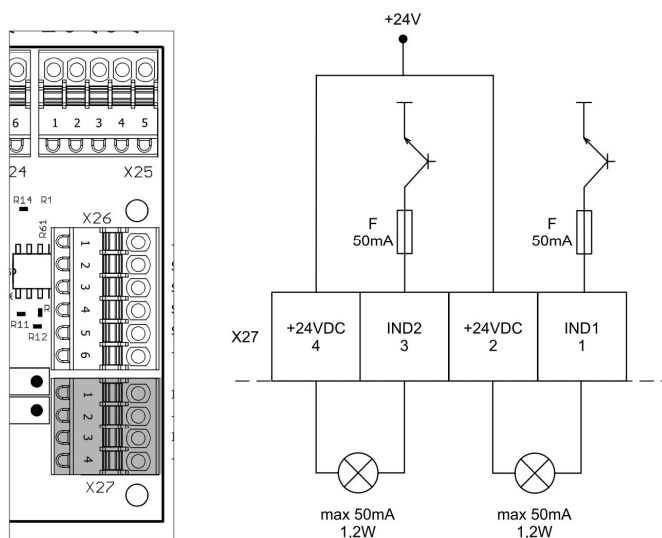 6
1 2 3 4 5
24
X25
R14 R1
R61
X26
1
2
3
4
5
6
R
R11
R12
1
2
3
4
X27
+24V
F
50mA
F
50mA
X27
+24VDC
4
IND2
3
+24VDC
2
IND1
1
max 50mA
1,2W
max 50mA
1,2W